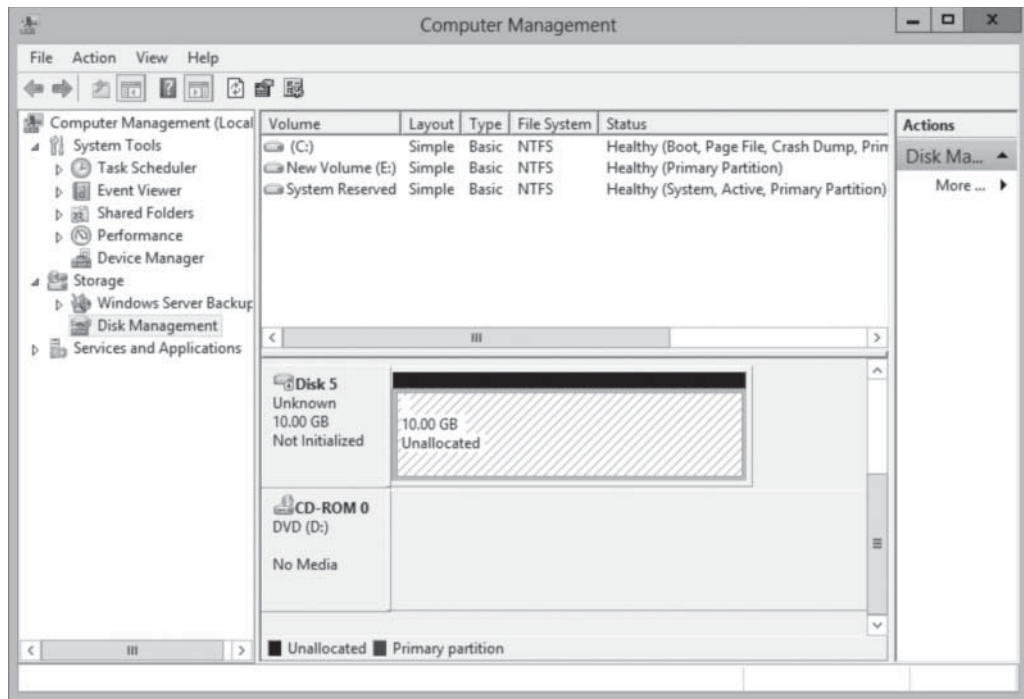 Computer Management
File Action View Help
Computer Management (Local
System Tools
Task Scheduler
Event Viewer
Shared Folders
Performance
Device Manager
Storage
Windows Server Backup
Disk Management
Services and Applications
Volume Layout Type File System Status
(C:) Simple Basic NTFS Healthy (Boot, Page File, Crash Dump, Prim
New Volume (E:) Simple Basic NTFS Healthy (Primary Partition)
System Reserved Simple Basic NTFS Healthy (System, Active, Primary Partition)
Disk 5
Unknown
10.00 GB
Not Initialized
10.00 GB
Unallocated
CD-ROM 0
DVD (D:)
No Media
Unallocated Primary partition
Actions
Disk Ma...
More ...